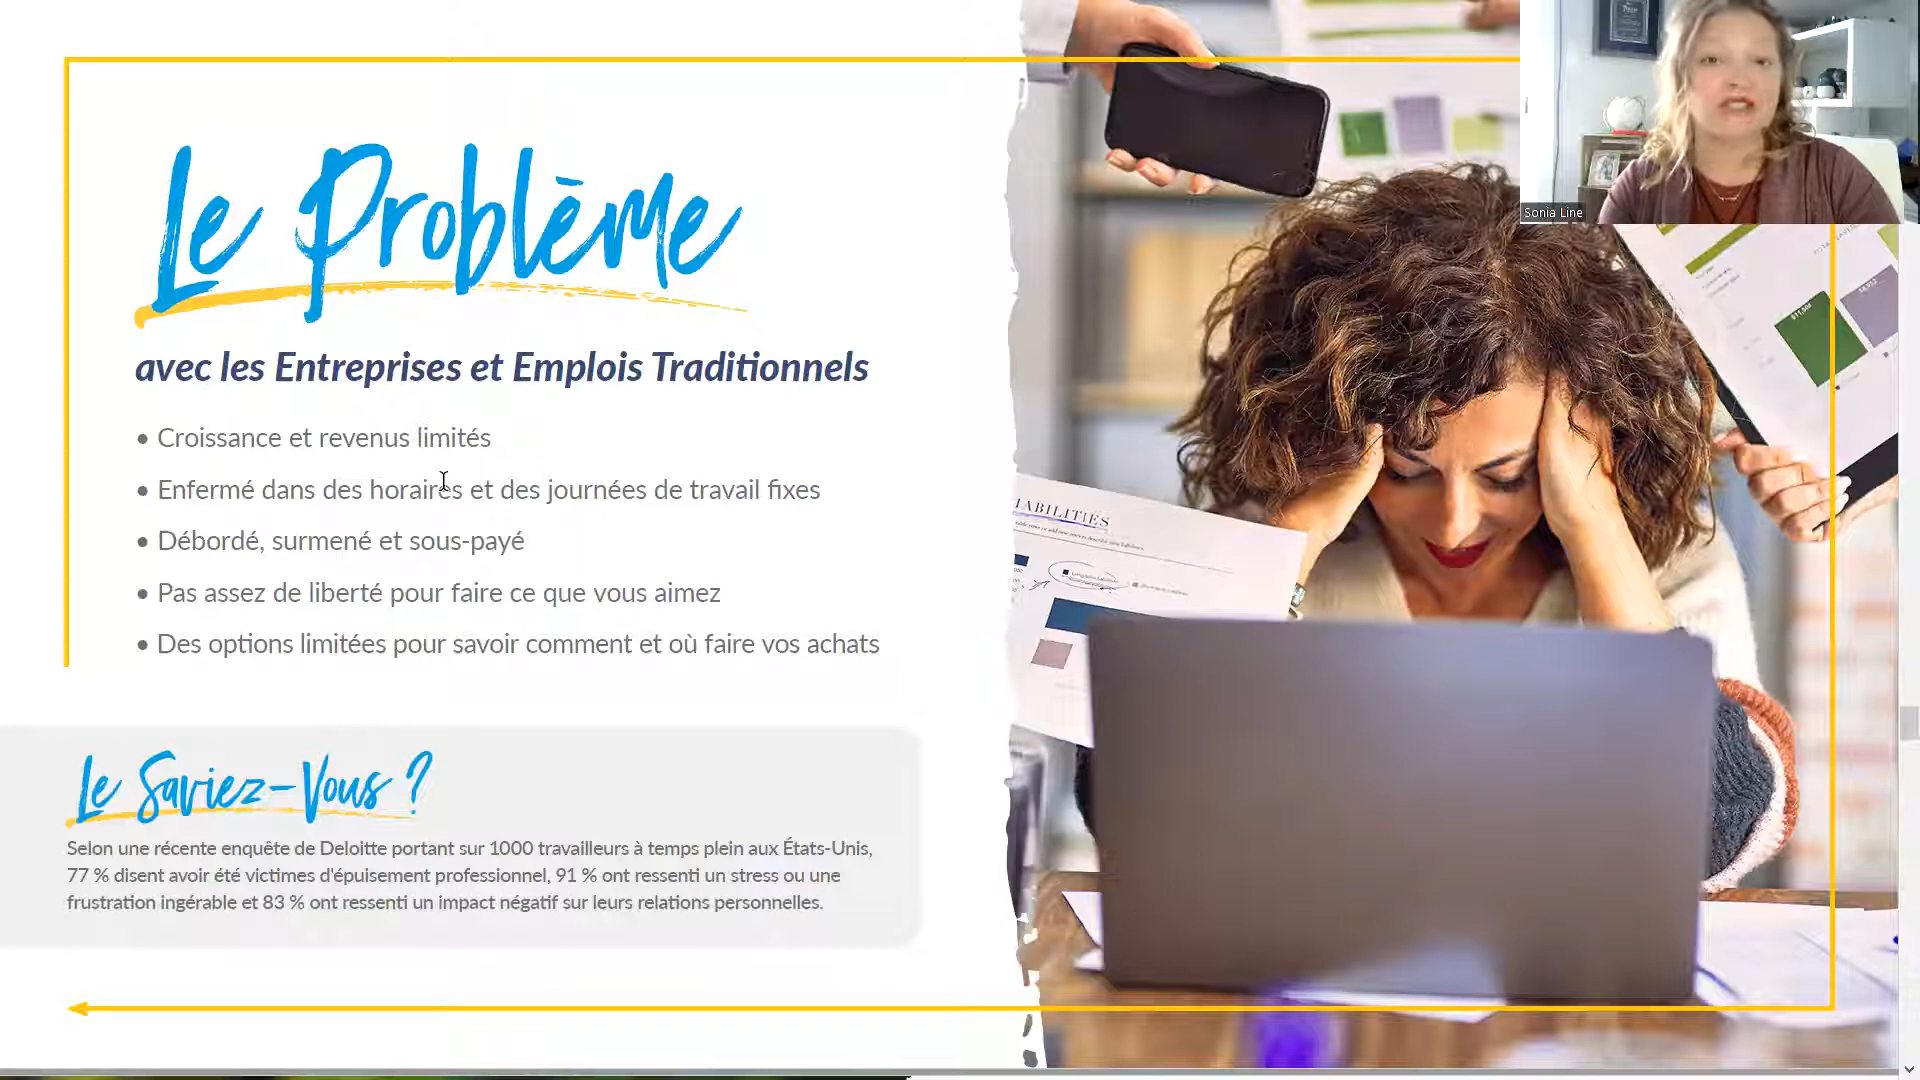 Le Problème
avec les Entreprises et Emplois Traditionnels
• Croissance et revenus limités
• Enfermé dans des horaires et des journées de travail fixes
• Débordé, surmené et sous-payé
• Pas assez de liberté pour faire ce que vous aimez
• Des options limitées pour savoir comment et où faire vos achats
Le Saviez-Vous ?
Selon une récente enquête de Deloitte portant sur 1000 travailleurs à temps plein aux États-Unis,
77 % disent avoir été victimes d'épuisement professionnel, 91 % ont ressenti un stress ou une
frustration ingérable et 83 % ont ressenti un impact négatif sur leurs relations personnelles.
Sonia Line
IABILITIES